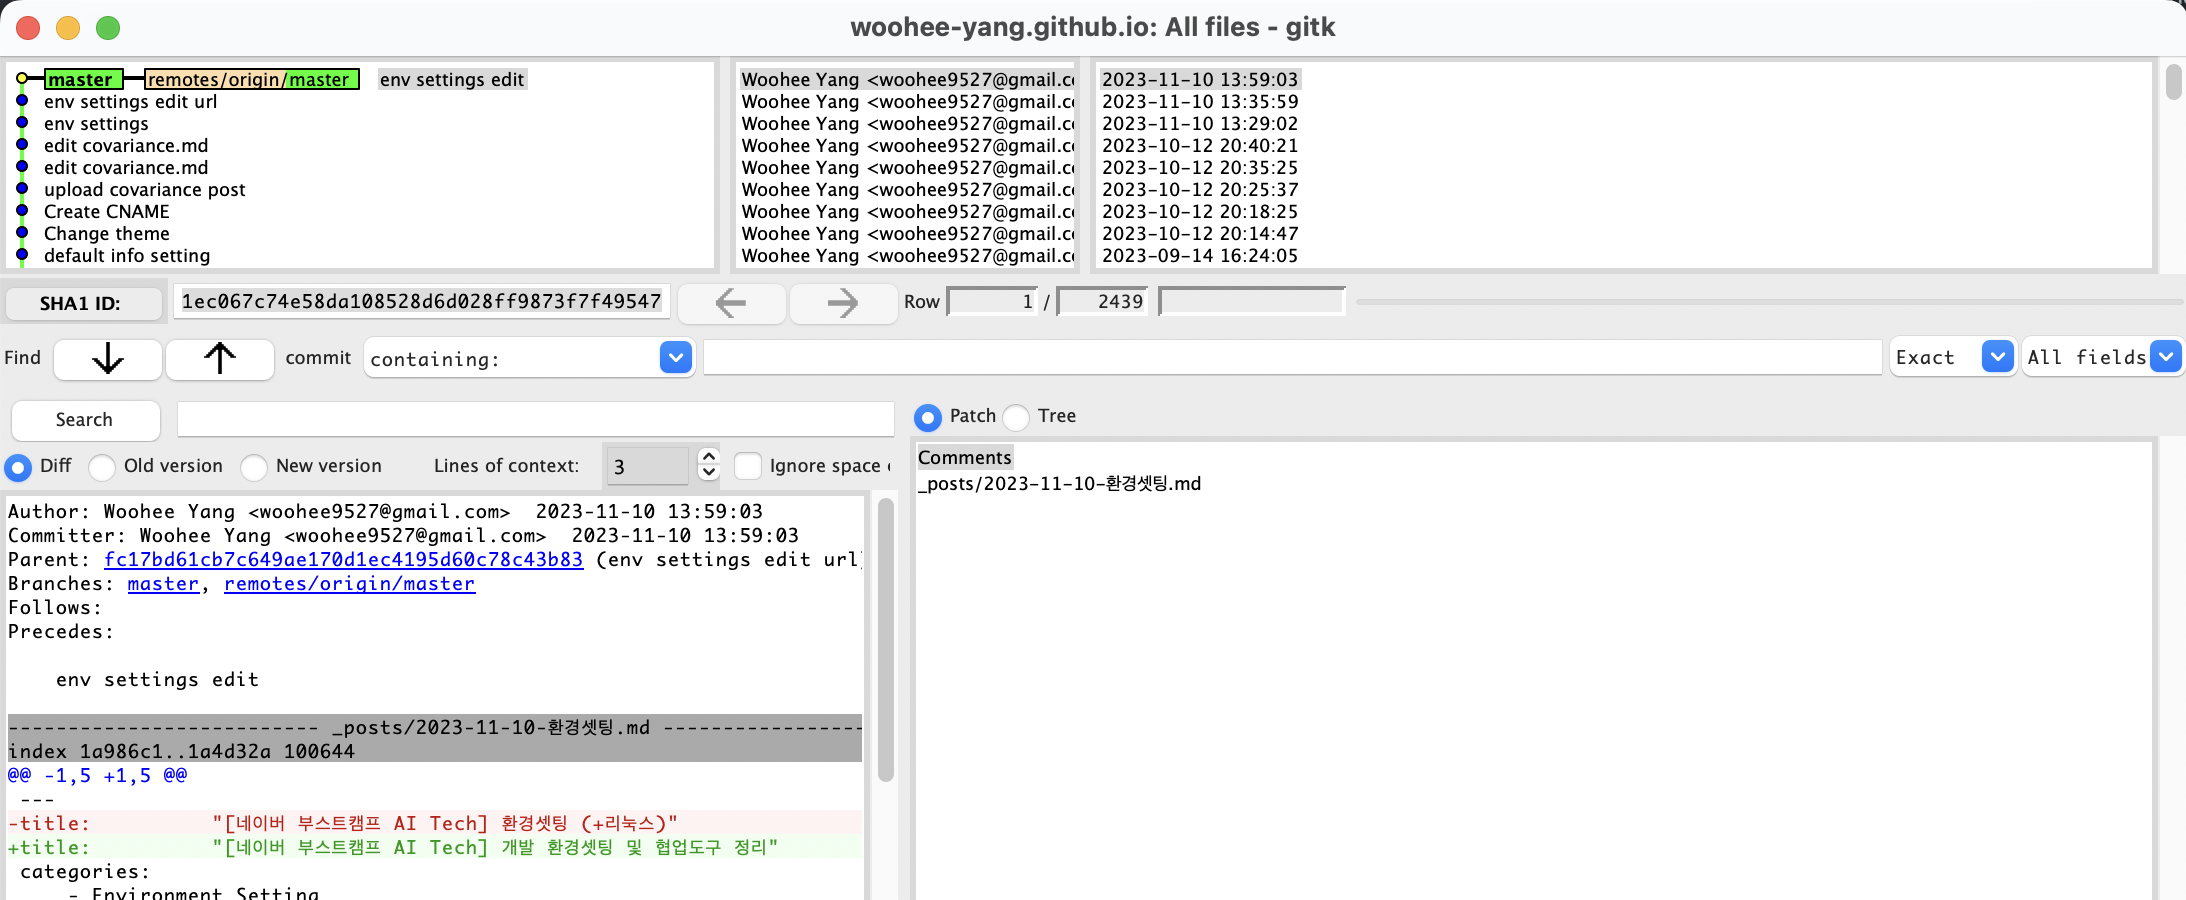 woohee-yang.github.io: All files - gitk
master remotes/origin/master env settings edit
env settings edit url
env settings
edit covariance.md
edit covariance.md
upload covariance post
Create CNAME
Change theme
default info setting
Woohee Yang <woohee9527@gmail.co
Woohee Yang <woohee9527@gmail.co
Woohee Yang <woohee9527@gmail.co
Woohee Yang <woohee9527@gmail.co
Woohee Yang <woohee9527@gmail.co
Woohee Yang <woohee9527@gmail.co
Woohee Yang <woohee9527@gmail.co
Woohee Yang <woohee9527@gmail.co
Woohee Yang <woohee9527@gmail.co
2023-11-10 13:59:03
2023-11-10 13:35:59
2023-11-10 13:29:02
2023-10-12 20:40:21
2023-10-12 20:35:25
2023-10-12 20:25:37
2023-10-12 20:18:25
2023-10-12 20:14:47
2023-09-14 16:24:05
SHA1 ID: 1ec067c74e58da108528d6d028ff9873f7f49547 ← → Row 1 / 2439
Find ↓ ↑ commit containing: Exact All fields
Search
Diff Old version New version Lines of context: 3 Ignore space c
Author: Woohee Yang <woohee9527@gmail.com> 2023-11-10 13:59:03
Committer: Woohee Yang <woohee9527@gmail.com> 2023-11-10 13:59:03
Parent: fc17bd61cb7c649ae170d1ec4195d60c78c43b83 (env settings edit url)
Branches: master, remotes/origin/master
Follows:
Precedes:
env settings edit
-------------------------- _posts/2023-11-10-환경셋팅.md -----------------
index 1a986c1..1a4d32a 100644
@@ -1,5 +1,5 @@
---
-title: "[네이버 부스트캠프 AI Tech] 환경셋팅 (+리눅스)"
+title: "[네이버 부스트캠프 AI Tech] 개발 환경셋팅 및 협업도구 정리"
categories:
- Environment Setting
Patch Tree
Comments
_posts/2023-11-10-환경셋팅.md